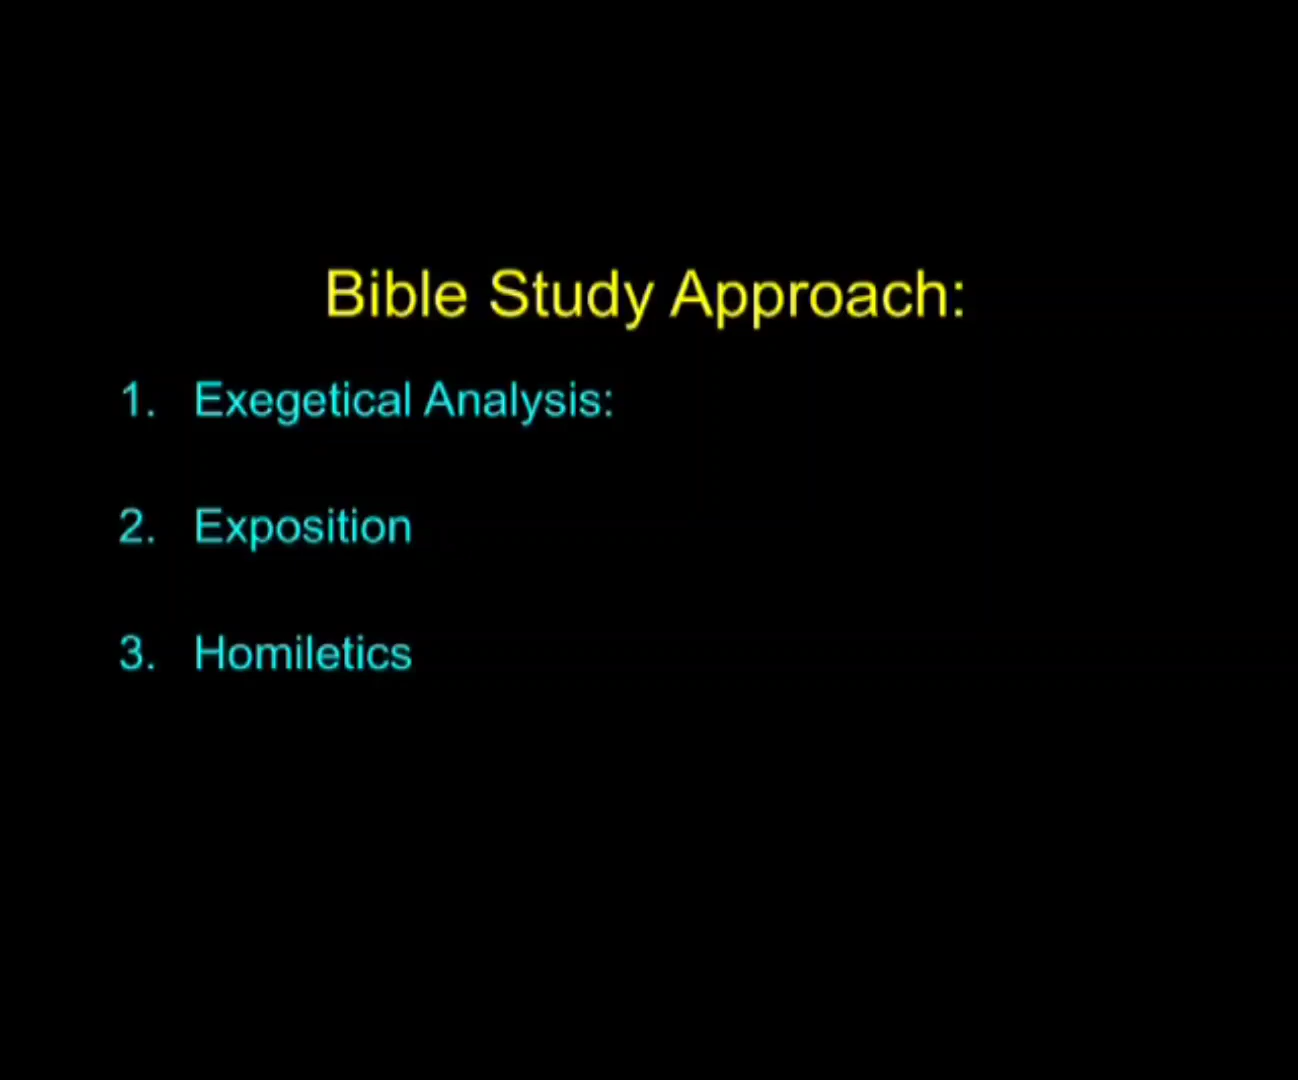 Bible Study Approach:
1. Exegetical Analysis:
2. Exposition
3. Homiletics